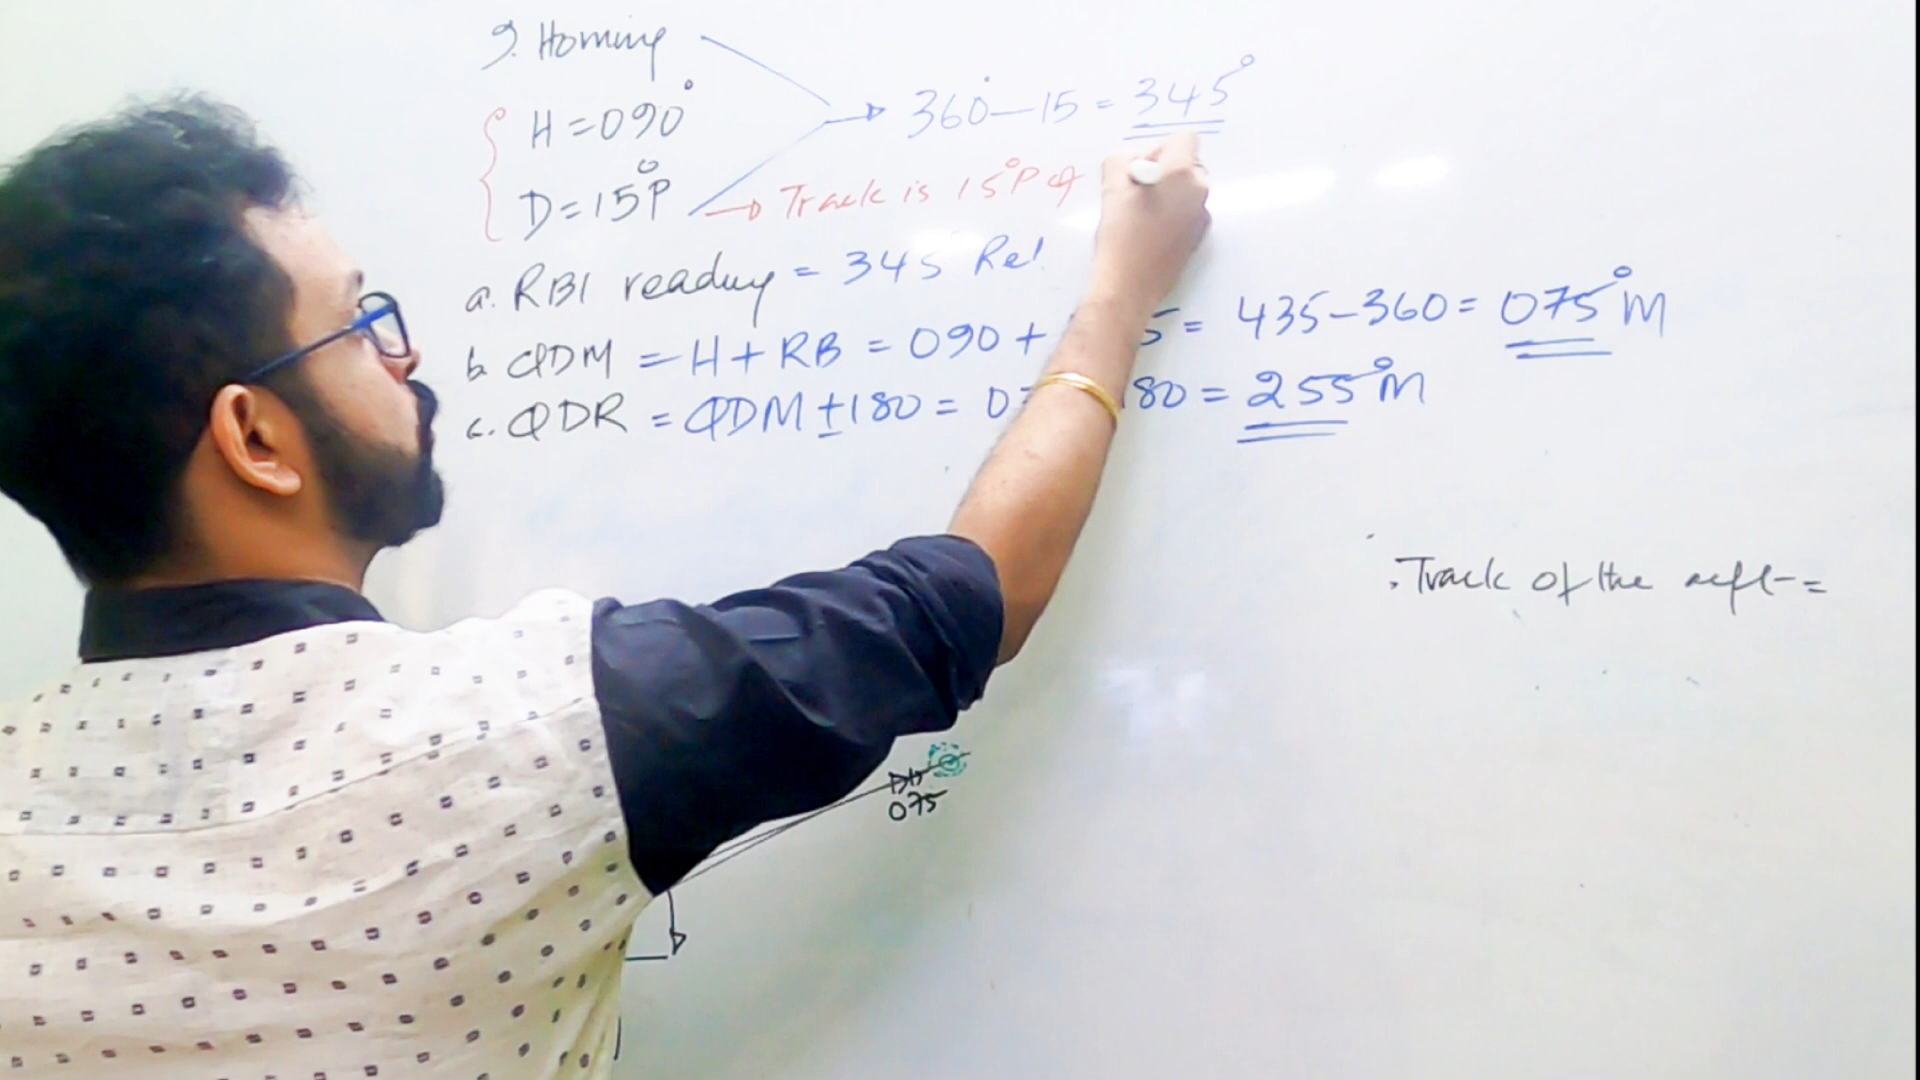 9. Homing
H = 090°
D = 15°P
360° – 15 = 345°
→ Track is 15°P of
a. RBI reading = 345 Rel
b. QDM = H + RB = 090 + 5 = 435 – 360 = 075°M
c. QDR = QDM ± 180 = 0 80 = 255°M
Track of the acft =
075